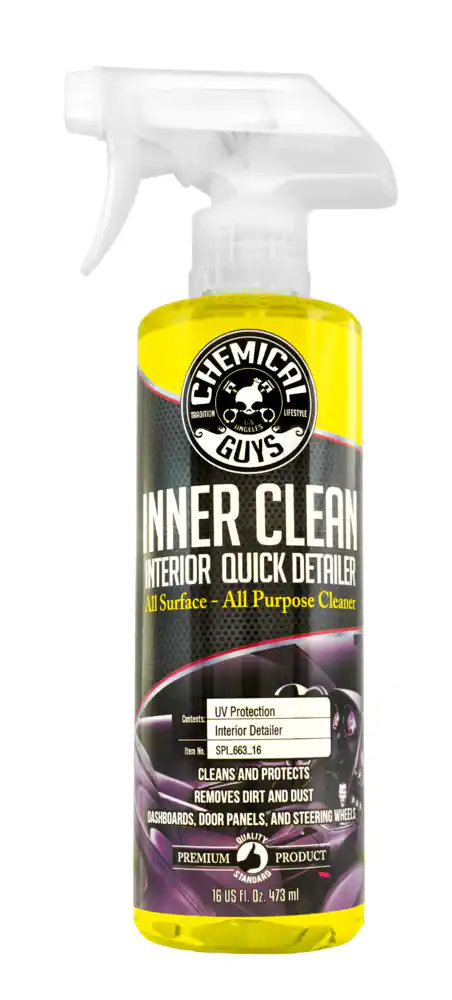 CHEMICAL
TRADITION
LIFESTYLE
LOS
ANGELES
GUYS
INNER CLEAN
INTERIOR QUICK DETAILER
All Surface - All Purpose Cleaner
Contents: UV Protection
Interior Detailer
Item No. SPI_663_16
CLEANS AND PROTECTS
REMOVES DIRT AND DUST
DASHBOARDS, DOOR PANELS, AND STEERING WHEELS
QUALITY
PREMIUM PRODUCT
STANDARD
16 US Fl. Oz. 473 ml